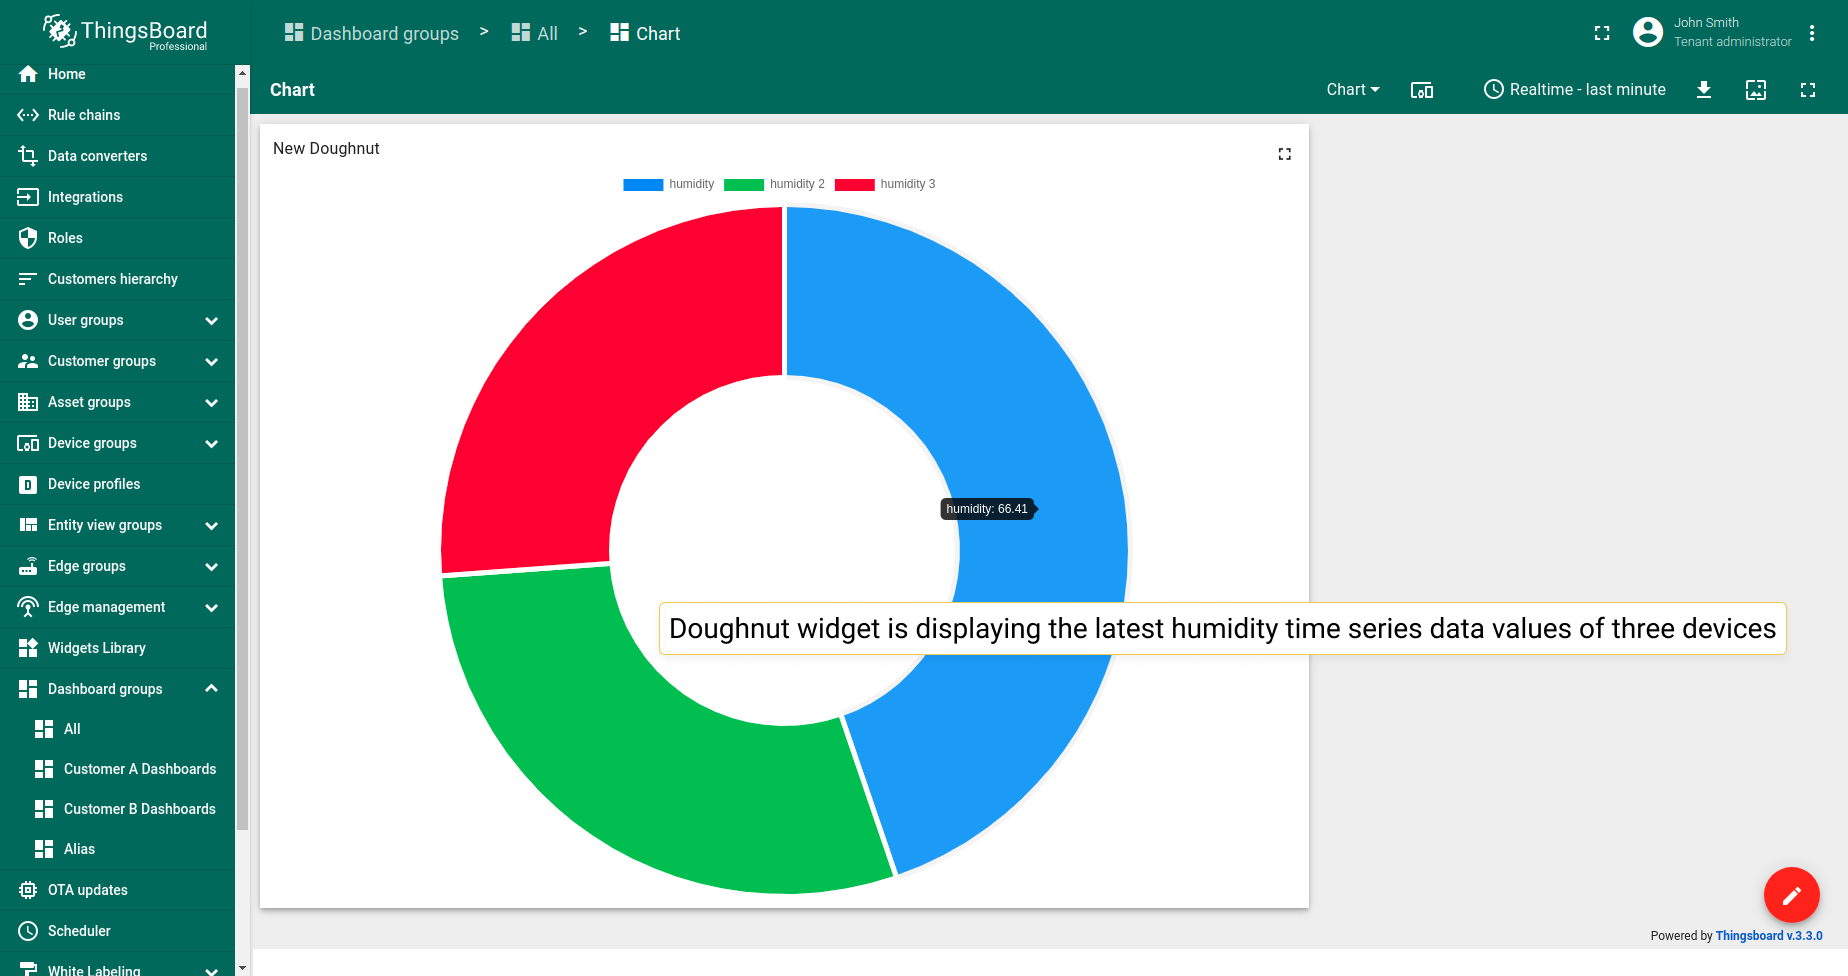 ThingsBoard
Professional
Dashboard groups > All > Chart
John Smith
Tenant administrator
Chart
Chart
Realtime - last minute
Home
Rule chains
Data converters
Integrations
Roles
Customers hierarchy
User groups
Customer groups
Asset groups
Device groups
Device profiles
Entity view groups
Edge groups
Edge management
Widgets Library
Dashboard groups
All
Customer A Dashboards
Customer B Dashboards
Alias
OTA updates
Scheduler
White Labeling
New Doughnut
humidity humidity 2 humidity 3
humidity: 66.41
Doughnut widget is displaying the latest humidity time series data values of three devices
Powered by Thingsboard v.3.3.0